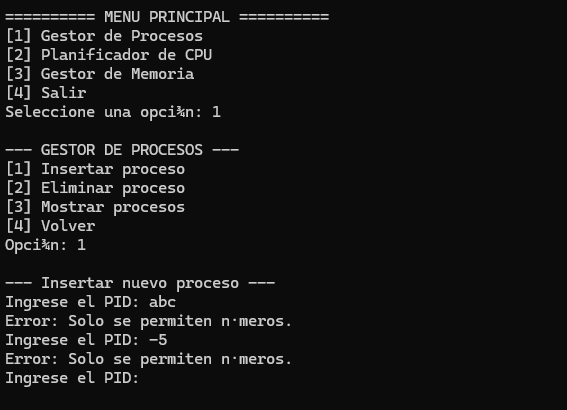 ========== MENU PRINCIPAL ==========
[1] Gestor de Procesos
[2] Planificador de CPU
[3] Gestor de Memoria
[4] Salir
Seleccione una opci¾n: 1
--- GESTOR DE PROCESOS ---
[1] Insertar proceso
[2] Eliminar proceso
[3] Mostrar procesos
[4] Volver
Opci¾n: 1
--- Insertar nuevo proceso ---
Ingrese el PID: abc
Error: Solo se permiten n·meros.
Ingrese el PID: -5
Error: Solo se permiten n·meros.
Ingrese el PID: